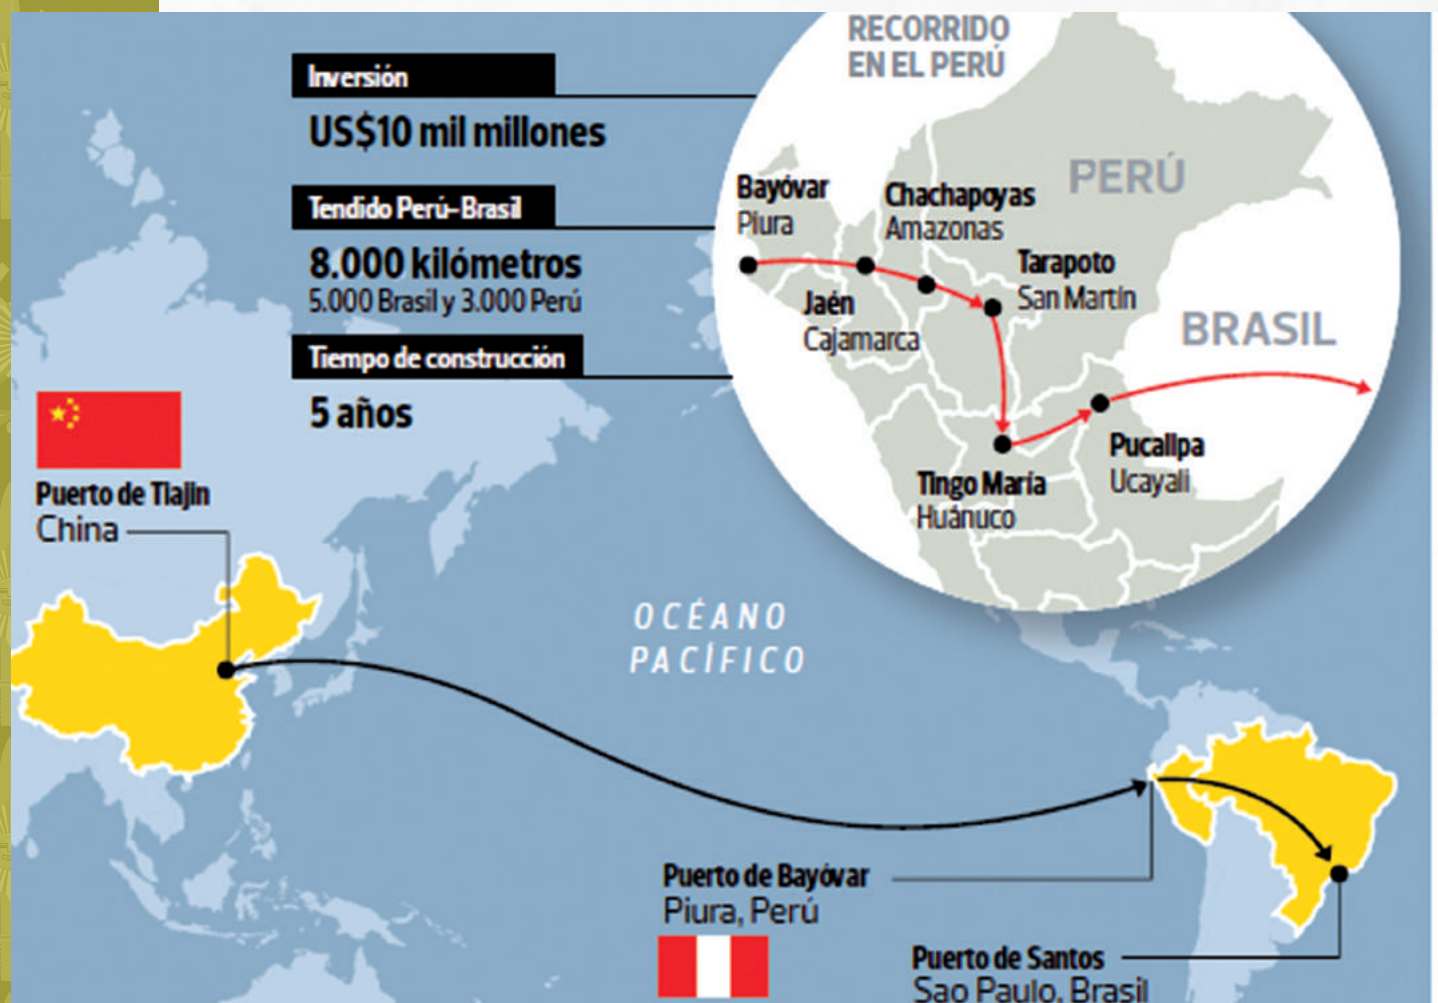 Inversión
US$10 mil millones
Tendido Perú-Brasil
8.000 kilómetros
5.000 Brasil y 3.000 Perú
Tiempo de construcción
5 años
RECORRIDO
EN EL PERÚ
PERÚ
Bayóvar
Piura
Chachapoyas
Amazonas
Tarapoto
San Martín
Jaén
Cajamarca
BRASIL
Pucallpa
Ucayali
Tingo María
Huánuco
Puerto de Tiajin
China
OCÉANO
PACÍFICO
Puerto de Bayóvar
Piura, Perú
Puerto de Santos
Sao Paulo, Brasil